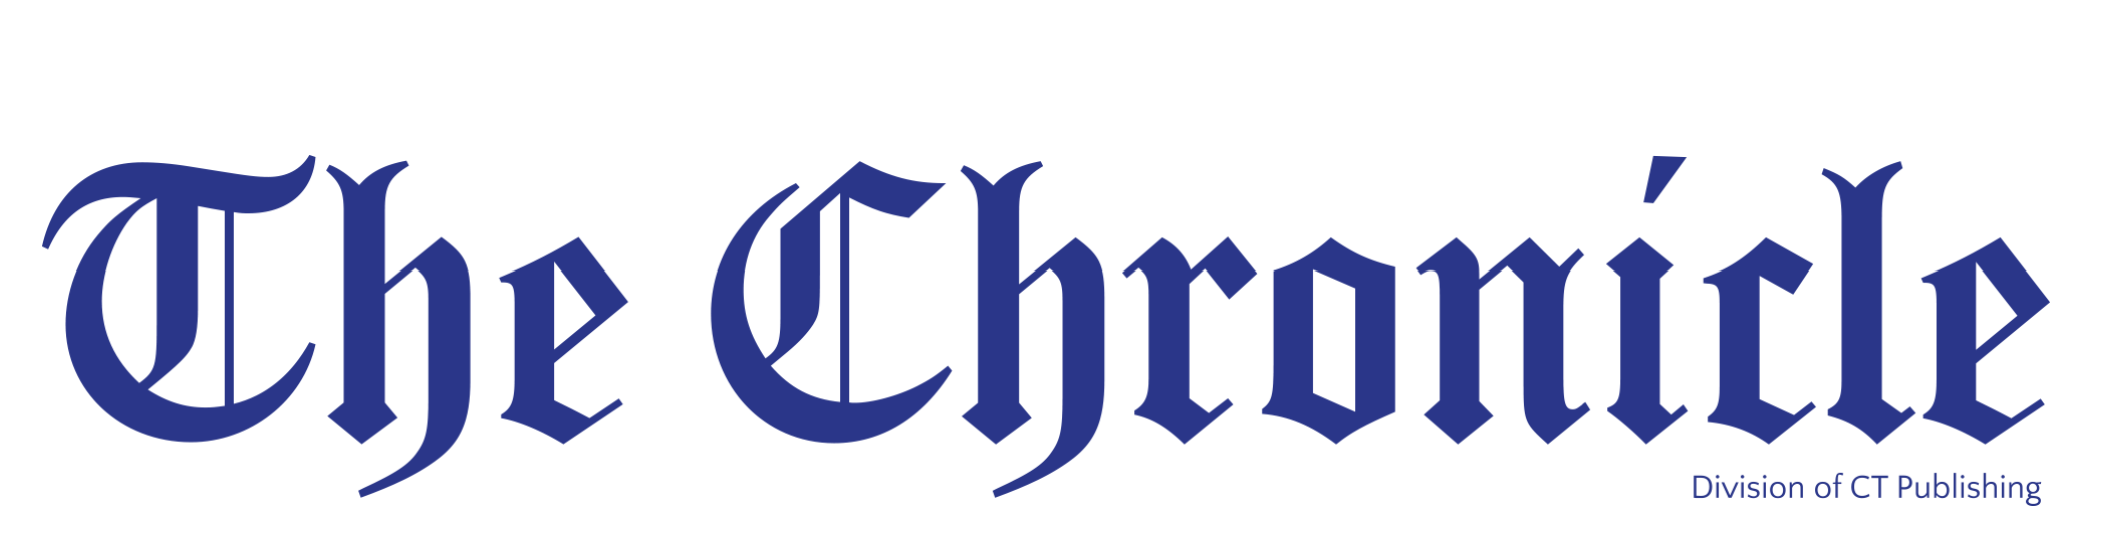 The Chronicle
Division of CT Publishing